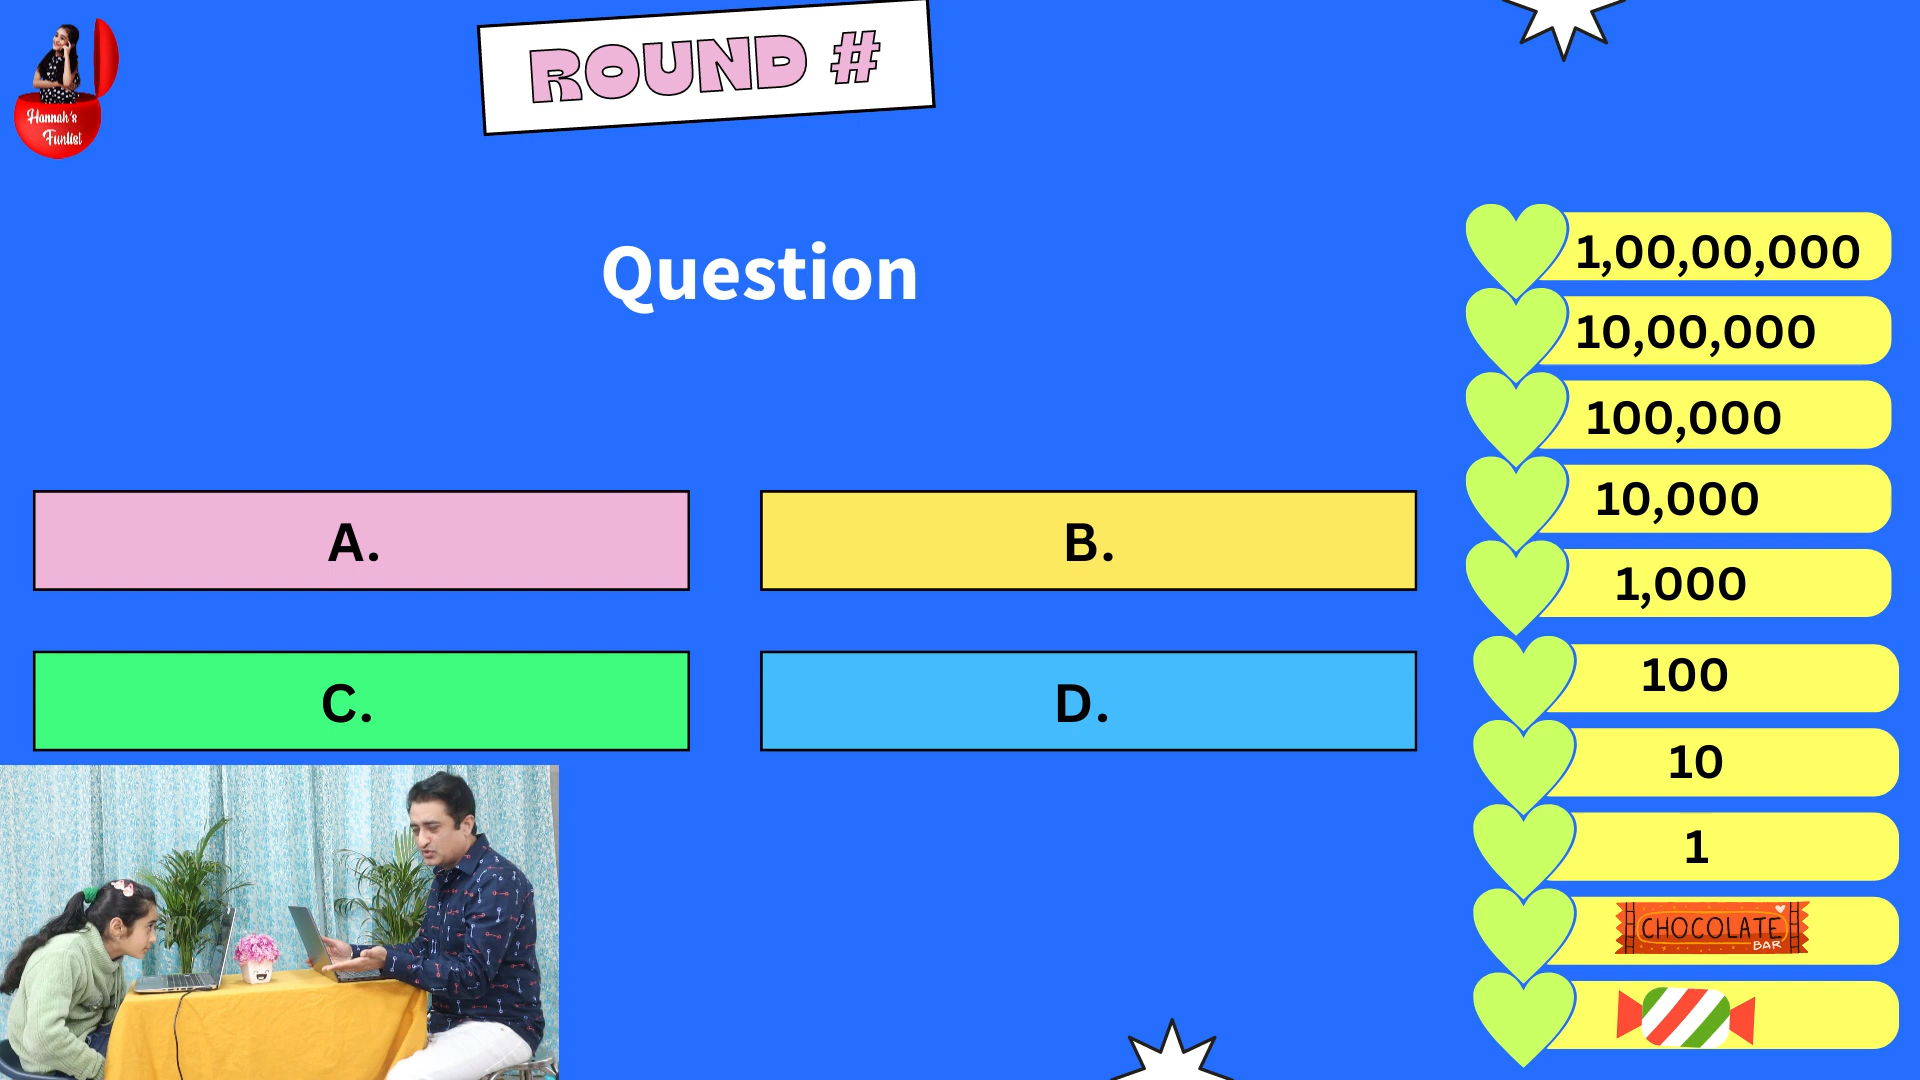 Hannah's
Funlist
ROUND #
Question
A.
B.
C.
D.
1,00,00,000
10,00,000
100,000
10,000
1,000
100
10
1
CHOCOLATE
BAR